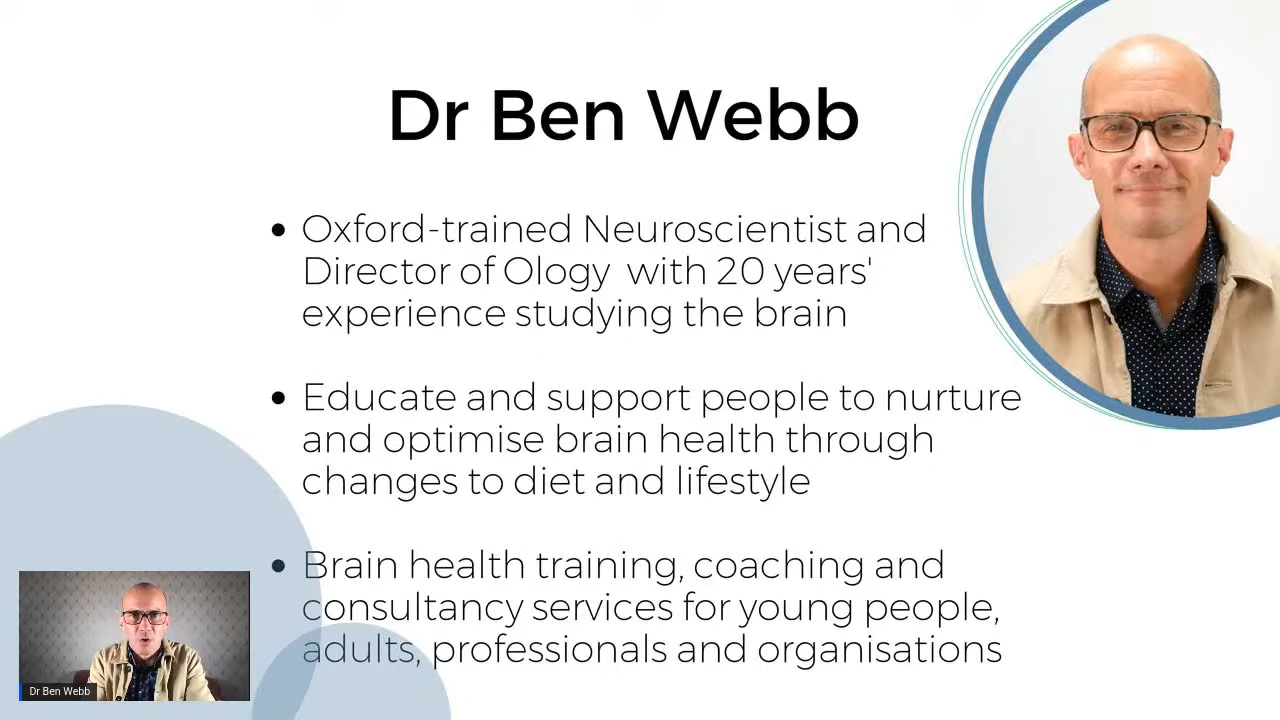 Dr Ben Webb
• Oxford-trained Neuroscientist and
Director of Ology with 20 years'
experience studying the brain
• Educate and support people to nurture
and optimise brain health through
changes to diet and lifestyle
• Brain health training, coaching and
consultancy services for young people,
adults, professionals and organisations
Dr Ben Webb